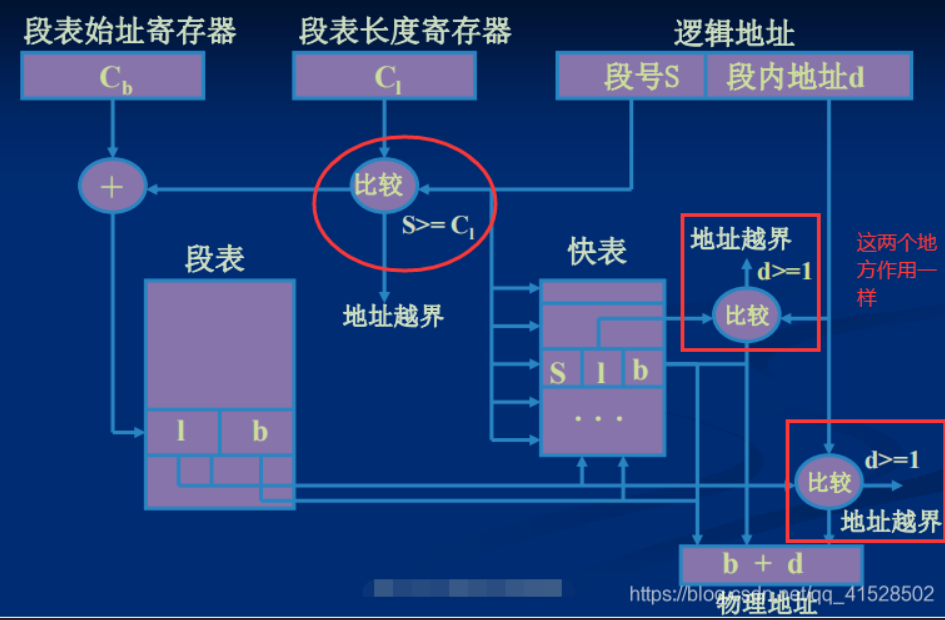 段表始址寄存器
段表长度寄存器
逻辑地址
Cb
Cl
段号S
段内地址d
+
比较
S>= Cl
地址越界
段表
快表
地址越界
d>=1
比较
这两个地
方作用一
样
S
l
b
· · ·
l
b
比较
d>=1
地址越界
b + d
物理地址
https://blog.csdn.net/qq_41528502